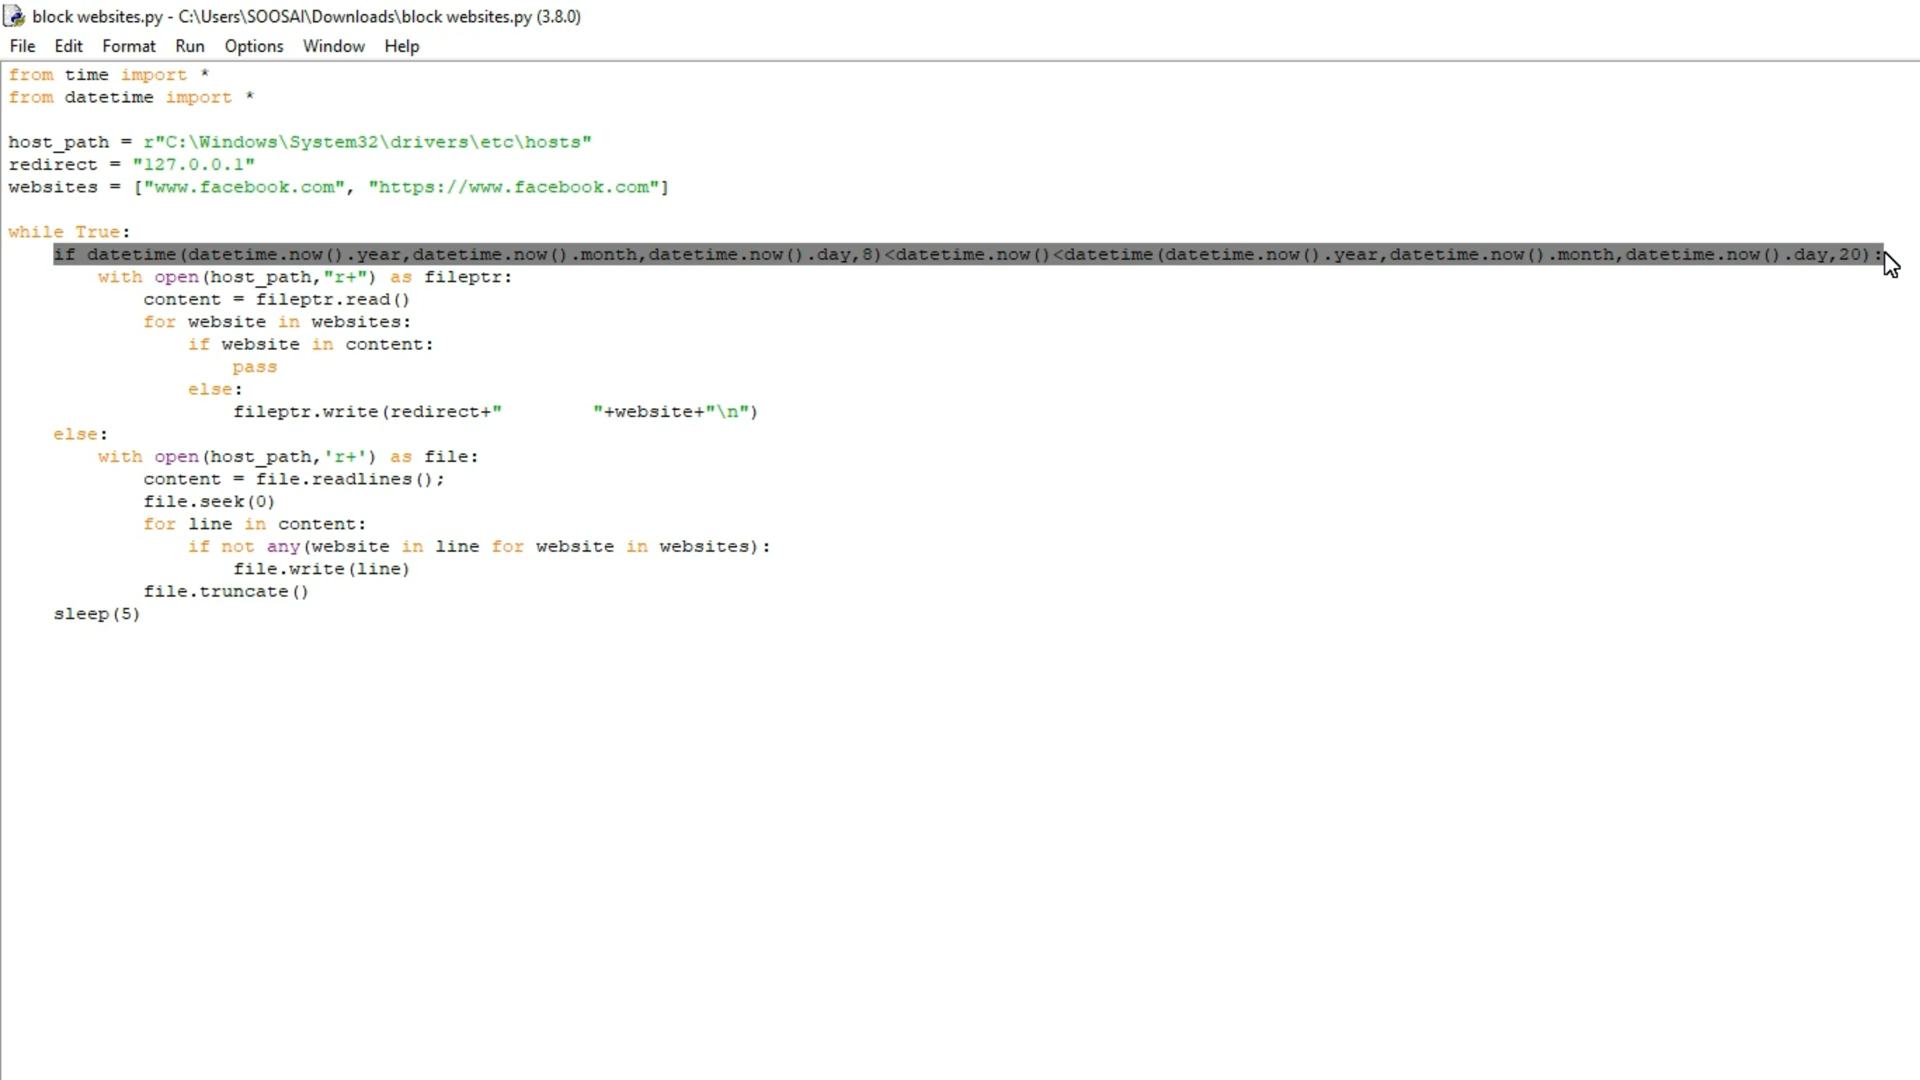 block websites.py - C:\Users\SOOSAI\Downloads\block websites.py (3.8.0)
File Edit Format Run Options Window Help
from time import *
from datetime import *
host_path = r"C:\Windows\System32\drivers\etc\hosts"
redirect = "127.0.0.1"
websites = ["www.facebook.com", "https://www.facebook.com"]
while True:
    if datetime(datetime.now().year,datetime.now().month,datetime.now().day,8)<datetime.now()<datetime(datetime.now().year,datetime.now().month,datetime.now().day,20):
        with open(host_path,"r+") as fileptr:
            content = fileptr.read()
            for website in websites:
                if website in content:
                    pass
                else:
                    fileptr.write(redirect+"        "+website+"\n")
    else:
        with open(host_path,'r+') as file:
            content = file.readlines();
            file.seek(0)
            for line in content:
                if not any(website in line for website in websites):
                    file.write(line)
            file.truncate()
    sleep(5)